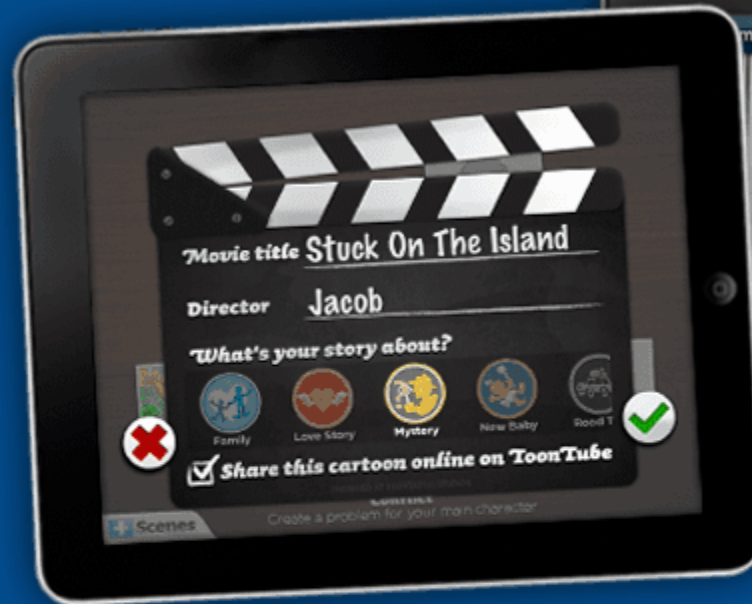 Movie title Stuck On The Island
Director Jacob
What's your story about?
Family Love Story Mystery New Baby Road T
Share this cartoon online on ToonTube
Conflict
Create a problem for your main character
Scenes